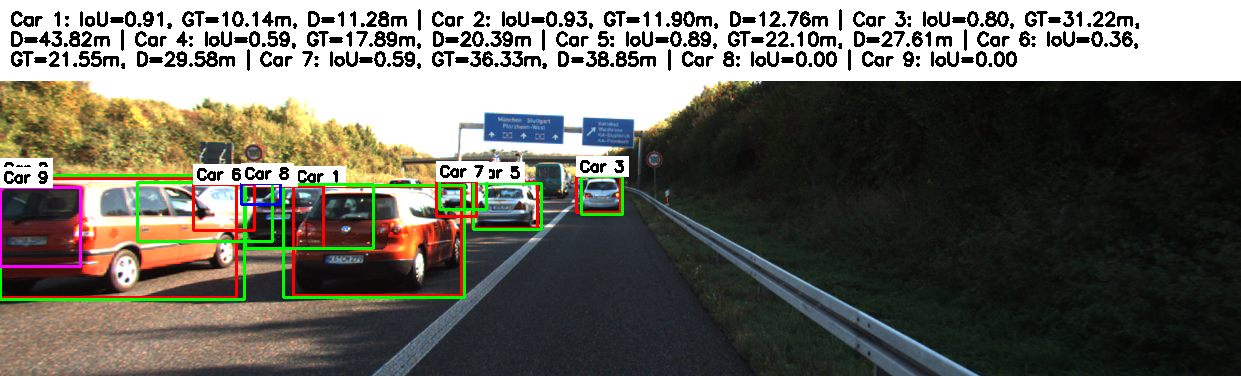 Car 1: IoU=0.91, GT=10.14m, D=11.28m | Car 2: IoU=0.93, GT=11.90m, D=12.76m | Car 3: IoU=0.80, GT=31.22m,
D=43.82m | Car 4: IoU=0.59, GT=17.89m, D=20.39m | Car 5: IoU=0.89, GT=22.10m, D=27.61m | Car 6: IoU=0.36,
GT=21.55m, D=29.58m | Car 7: IoU=0.59, GT=36.33m, D=38.85m | Car 8: IoU=0.00 | Car 9: IoU=0.00
München Stuttgart
Pforzheim-West
Car 3
Car 7
ar 5
Car 6
Car 8
Car 1
Car 9